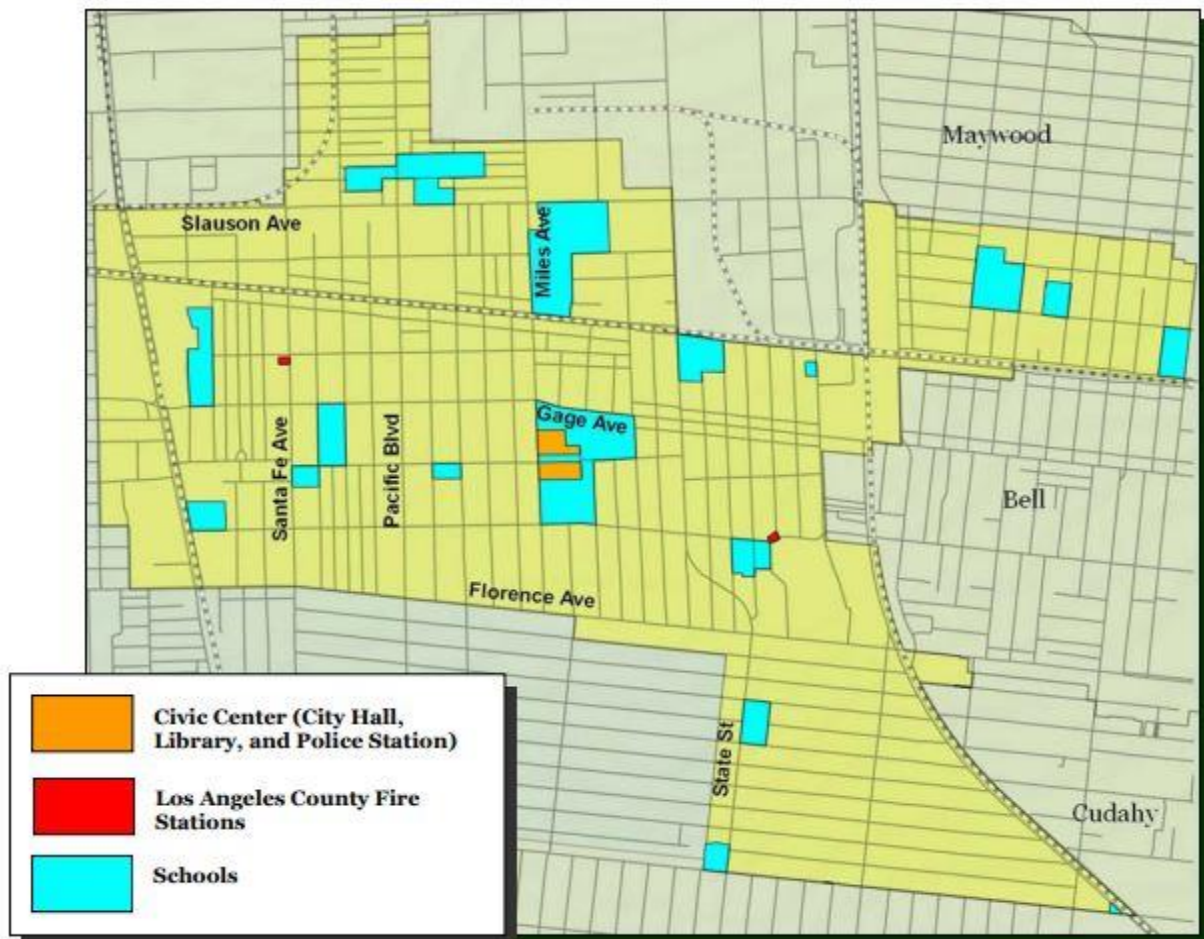 Maywood
Slauson Ave
Miles Ave
Gage Ave
Santa Fe Ave
Pacific Blvd
Bell
Florence Ave
State St
Cudahy
Civic Center (City Hall,
Library, and Police Station)
Los Angeles County Fire
Stations
Schools